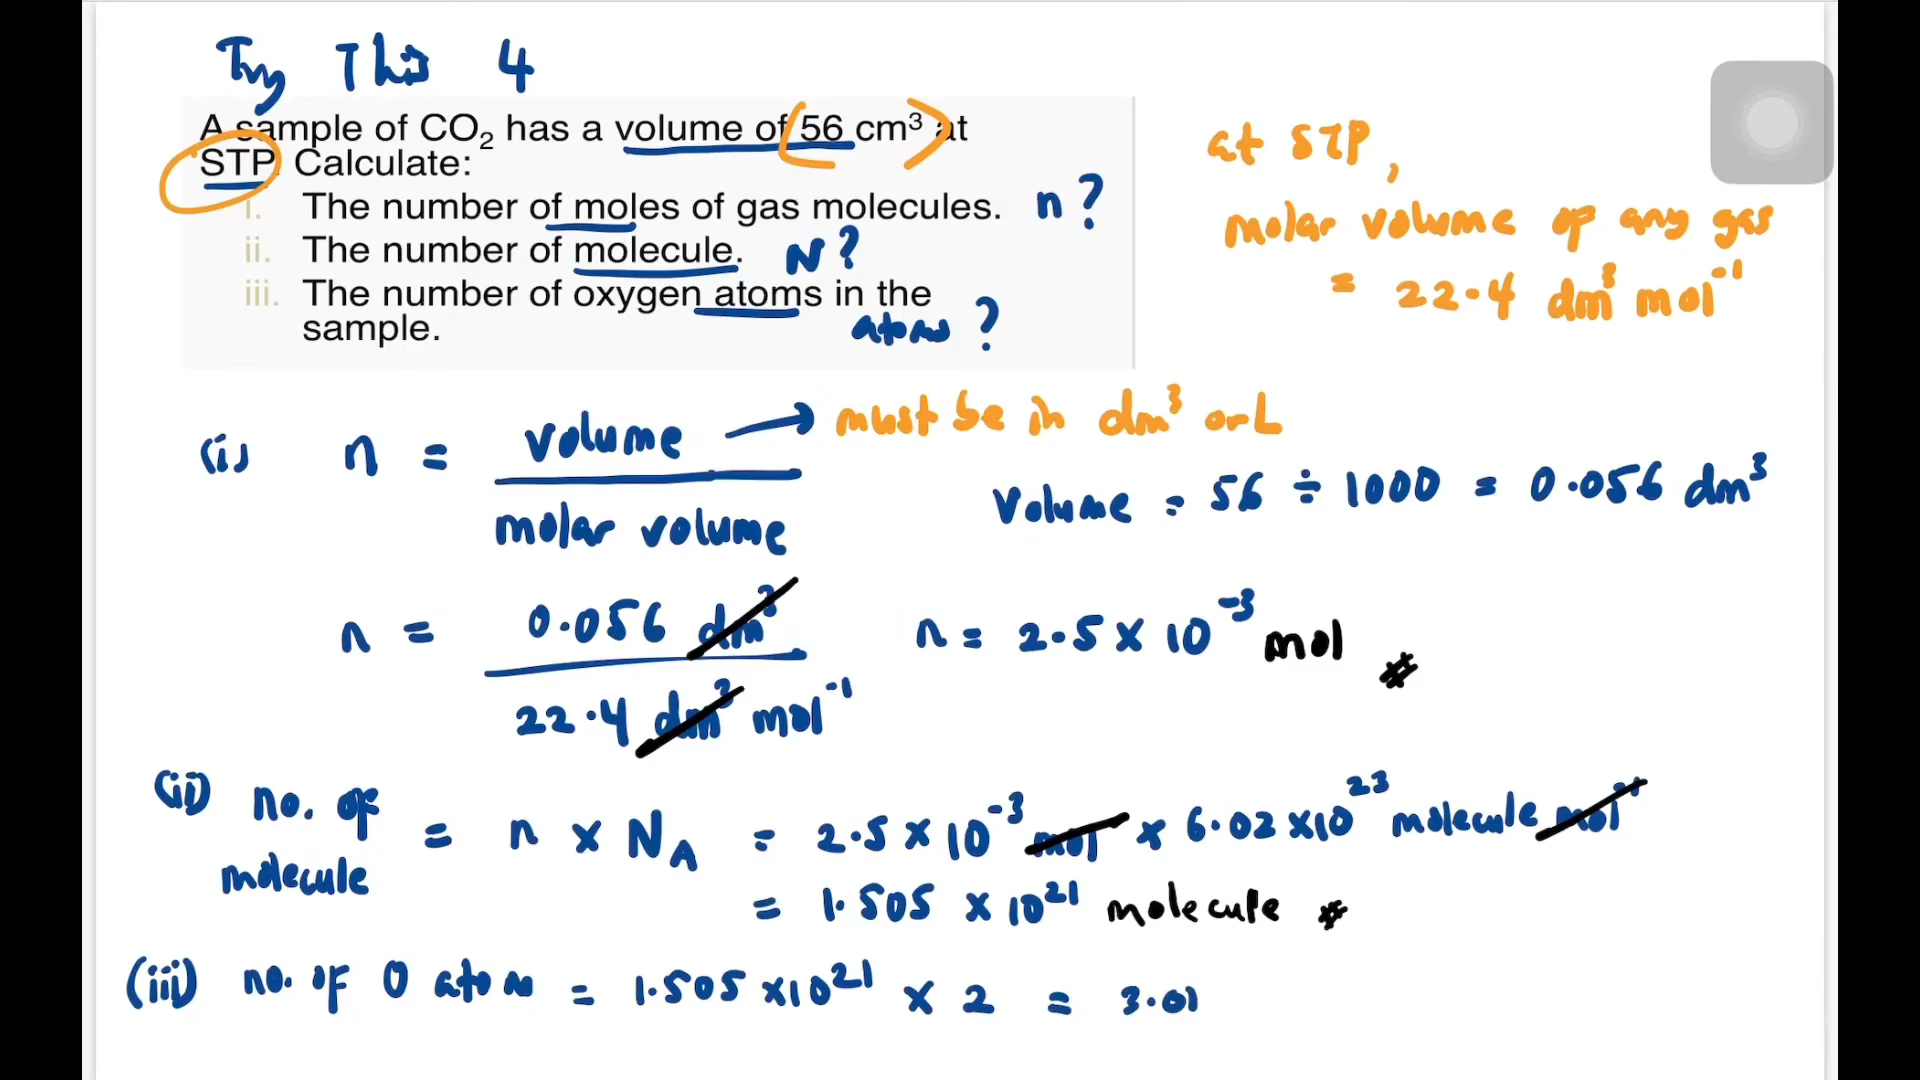 Try This 4
A sample of CO₂ has a volume of 56 cm³ at
STP. Calculate:
i. The number of moles of gas molecules. n?
ii. The number of molecule. N?
iii. The number of oxygen atoms in the
sample. atoms?
at STP,
molar volume of any gas
= 22.4 dm³ mol⁻¹
(i) n = volume / molar volume → must be in dm³ or L
Volume = 56 ÷ 1000 = 0.056 dm³
n = 0.056 dm³ / 22.4 dm³ mol⁻¹
n = 2.5 × 10⁻³ mol #
(ii) no. of molecule = n × N_A = 2.5 × 10⁻³ mol × 6.02 × 10²³ molecule mol⁻¹
= 1.505 × 10²¹ molecule #
(iii) no. of O atom = 1.505 × 10²¹ × 2 = 3.01